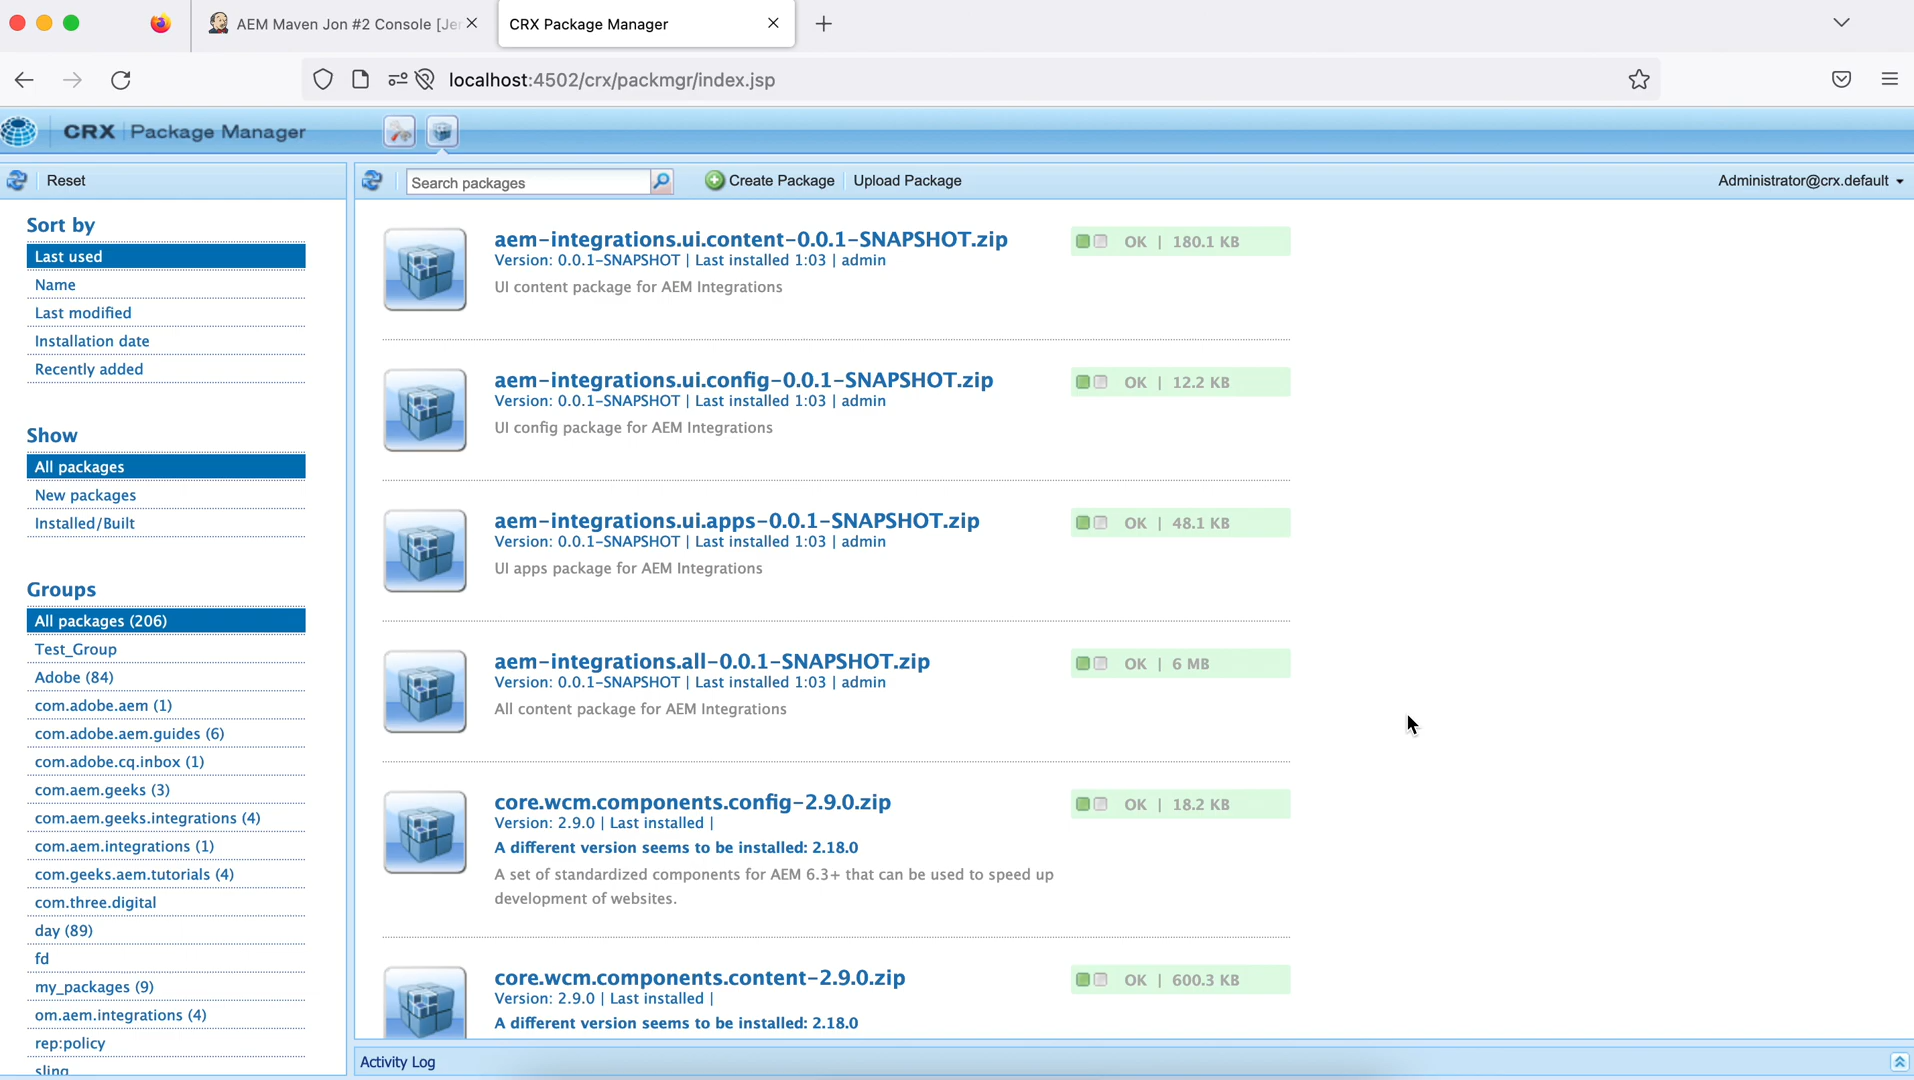 AEM Maven Jon #2 Console [Je
CRX Package Manager
localhost:4502/crx/packmgr/index.jsp
CRX Package Manager
Reset
Search packages
Create Package
Upload Package
Administrator@crx.default
Sort by
Last used
Name
Last modified
Installation date
Recently added
Show
All packages
New packages
Installed/Built
Groups
All packages (206)
Test_Group
Adobe (84)
com.adobe.aem (1)
com.adobe.aem.guides (6)
com.adobe.cq.inbox (1)
com.aem.geeks (3)
com.aem.geeks.integrations (4)
com.aem.integrations (1)
com.geeks.aem.tutorials (4)
com.three.digital
day (89)
fd
my_packages (9)
om.aem.integrations (4)
rep:policy
sling
aem-integrations.ui.content-0.0.1-SNAPSHOT.zip
Version: 0.0.1-SNAPSHOT | Last installed 1:03 | admin
UI content package for AEM Integrations
OK | 180.1 KB
aem-integrations.ui.config-0.0.1-SNAPSHOT.zip
Version: 0.0.1-SNAPSHOT | Last installed 1:03 | admin
UI config package for AEM Integrations
OK | 12.2 KB
aem-integrations.ui.apps-0.0.1-SNAPSHOT.zip
Version: 0.0.1-SNAPSHOT | Last installed 1:03 | admin
UI apps package for AEM Integrations
OK | 48.1 KB
aem-integrations.all-0.0.1-SNAPSHOT.zip
Version: 0.0.1-SNAPSHOT | Last installed 1:03 | admin
All content package for AEM Integrations
OK | 6 MB
core.wcm.components.config-2.9.0.zip
Version: 2.9.0 | Last installed |
A different version seems to be installed: 2.18.0
A set of standardized components for AEM 6.3+ that can be used to speed up
development of websites.
OK | 18.2 KB
core.wcm.components.content-2.9.0.zip
Version: 2.9.0 | Last installed |
A different version seems to be installed: 2.18.0
OK | 600.3 KB
Activity Log